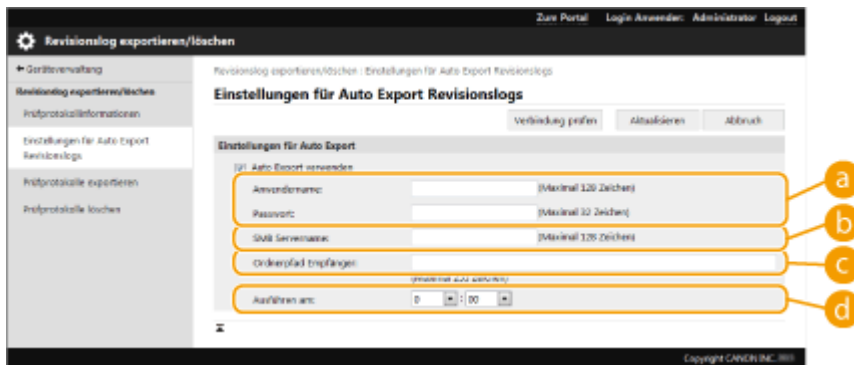 Zum Portal Login Anwender: Administrator Logout
Revisionslog exportieren/löschen
Geräteverwaltung
Revisionslog exportieren/löschen : Einstellungen für Auto Export Revisionslogs
Revisionslog exportieren/löschen
Einstellungen für Auto Export Revisionslogs
Prüfprotokollinformationen
Verbindung prüfen Aktualisieren Abbruch
Einstellungen für Auto Export
Revisionslogs
Einstellungen für Auto Export
Auto Export verwenden
Prüfprotokolle exportieren
Anwendername: (Maximal 128 Zeichen)
a
Prüfprotokolle löschen
Passwort: (Maximal 32 Zeichen)
SMB Servername: (Maximal 128 Zeichen)
b
Ordnerpfad Empfänger:
c
Ausführen am: 0 : 00
d
Copyright CANON INC.